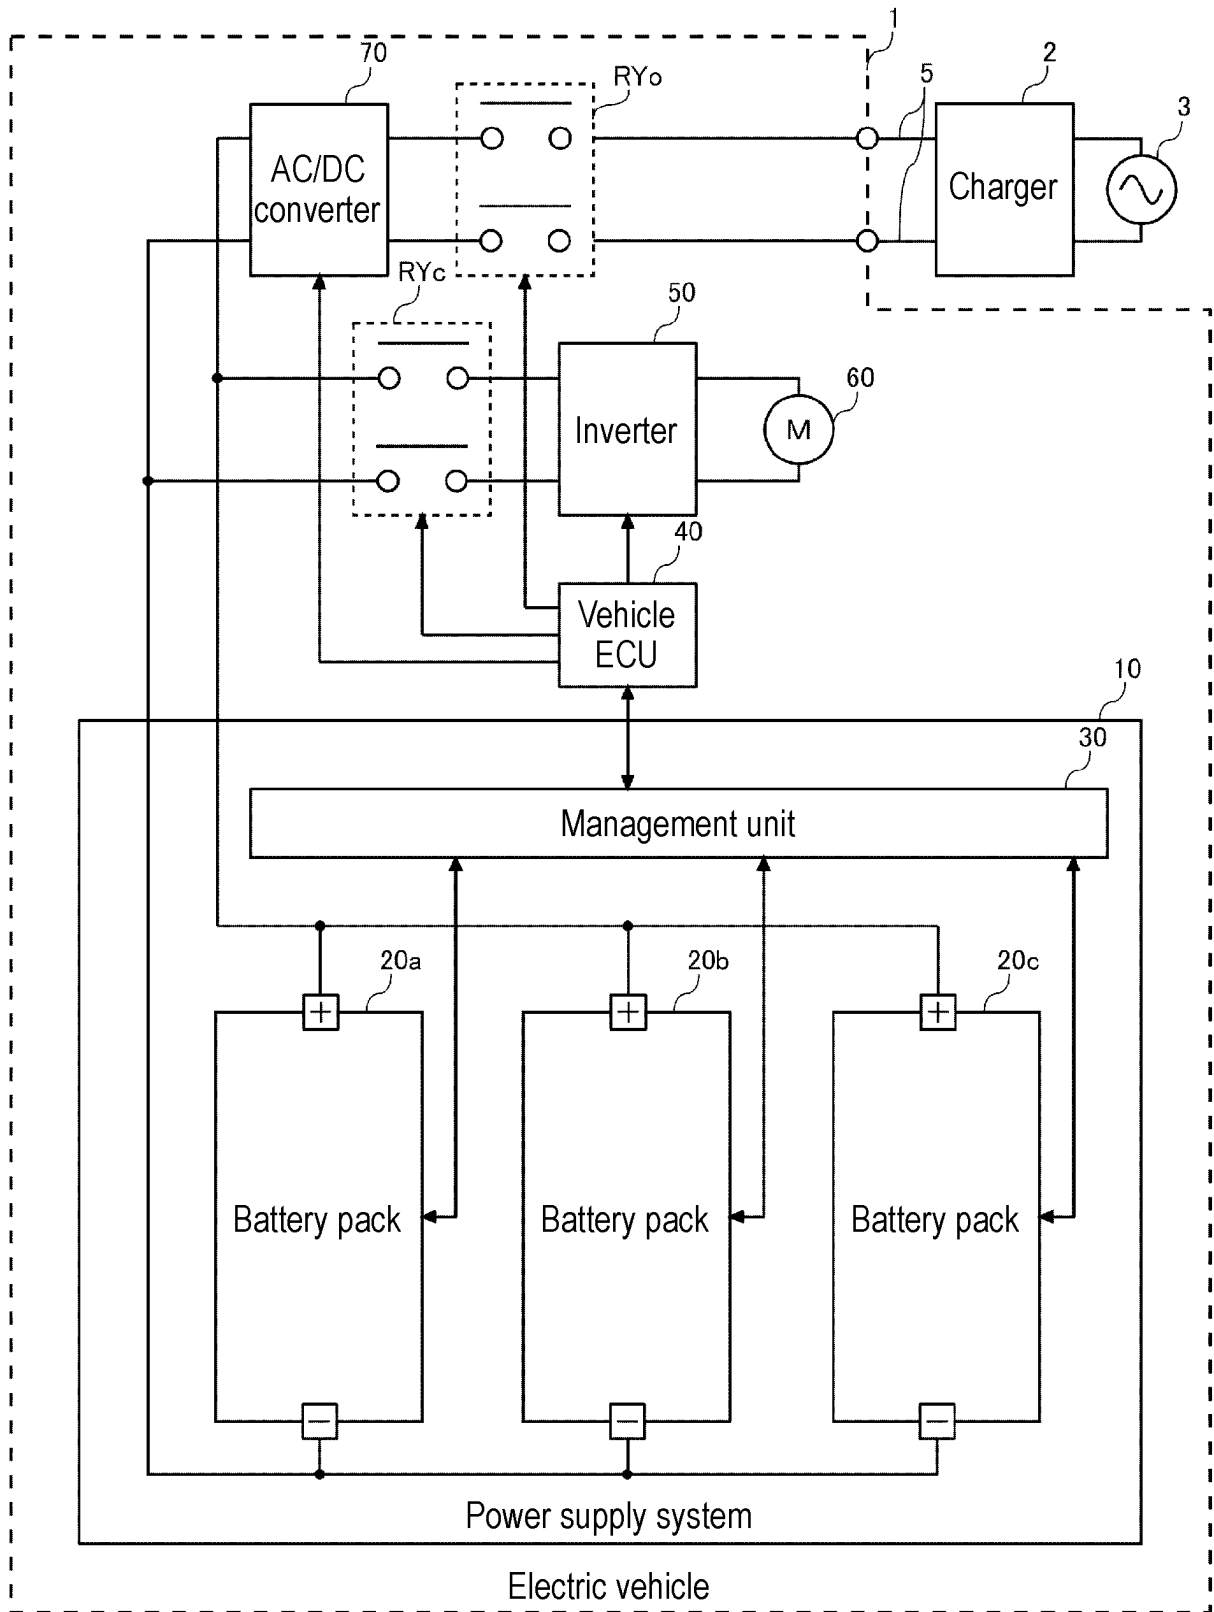 1
70
RYo
5
2
3
AC/DC
converter
Charger
RYc
50
60
Inverter
M
40
Vehicle
ECU
10
30
Management unit
20a
20b
20c
+
+
+
Battery pack
Battery pack
Battery pack
−
−
−
Power supply system
Electric vehicle